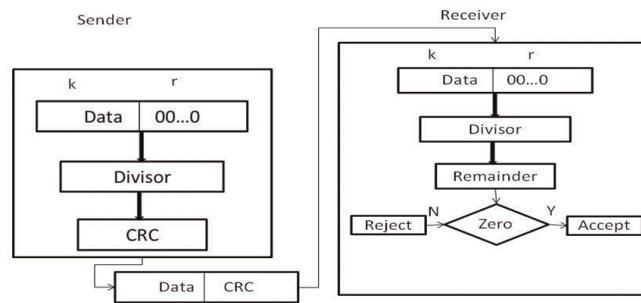 Sender
k r
Data 00...0
Divisor
CRC
Data CRC
Receiver
k r
Data 00...0
Divisor
Remainder
Reject N Zero Y Accept